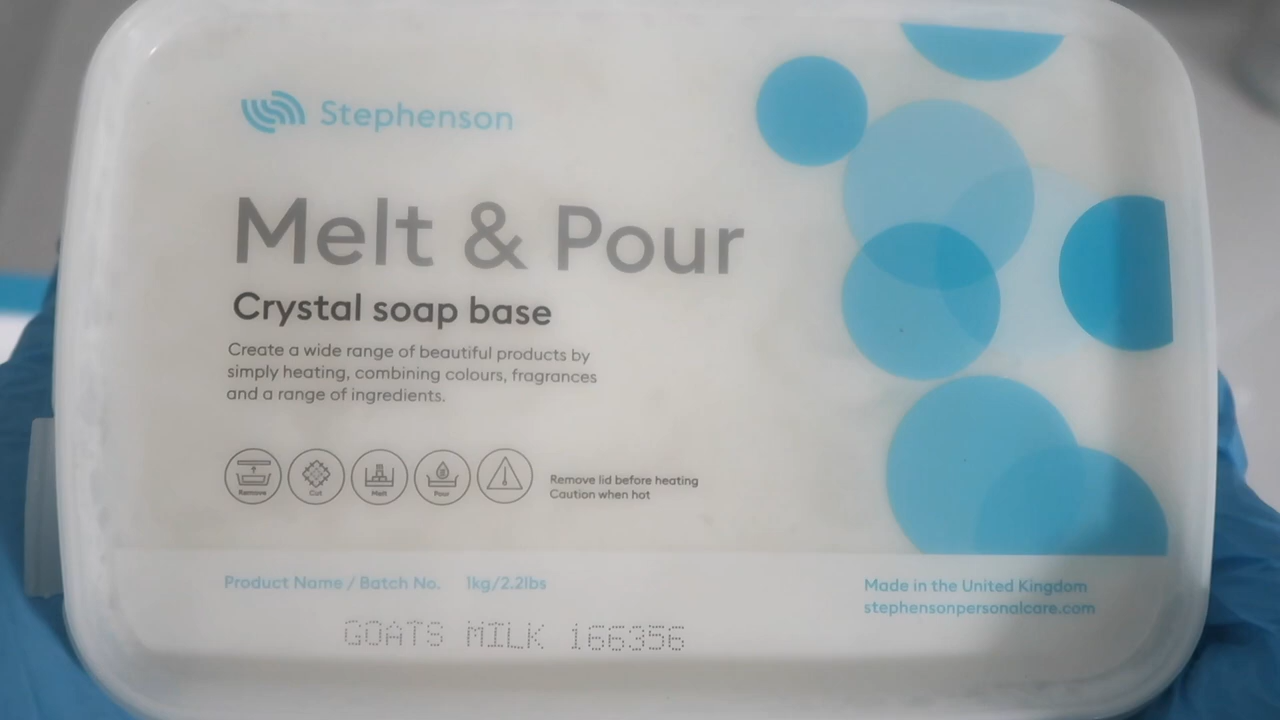 Stephenson
Melt & Pour
Crystal soap base
Create a wide range of beautiful products by
simply heating, combining colours, fragrances
and a range of ingredients.
Remove Cut Melt Pour
Remove lid before heating
Caution when hot
Product Name / Batch No. 1kg/2.2lbs
Made in the United Kingdom
stephensonpersonalcare.com
GOATS MILK 166356